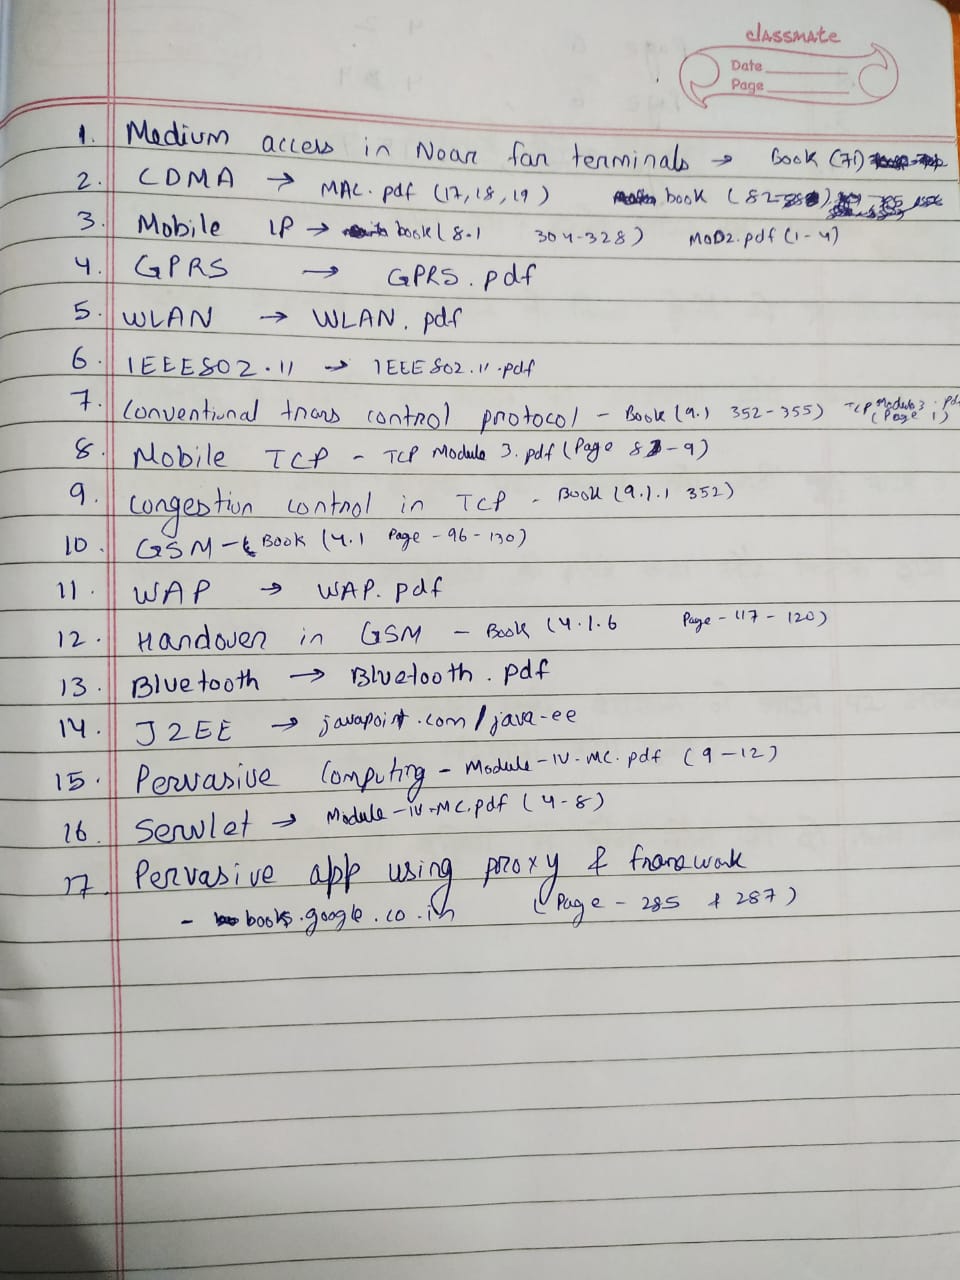 classmate
Date
Page
1. Medium access in Near far terminals → Book (71)
2. CDMA → MAC.pdf (17,18,19) book (82-
3. Mobile IP → book (8.1 304-328) MOD2.pdf (1-4)
4. GPRS → GPRS.pdf
5. WLAN → WLAN.pdf
6. IEEE802.11 → IEEE802.11.pdf
7. Conventional trans control protocol - Book (9.1 352-355) TCP Module 3.pdf (Page 1)
8. Mobile TCP - TCP Module 3.pdf (Page 8-9)
9. Congestion control in TCP - Book (9.1.1 352)
10. GSM - Book (4.1 Page - 96-130)
11. WAP → WAP.pdf
12. Handover in GSM - Book (4.1.6 Page - 117 - 120)
13. Bluetooth → Bluetooth.pdf
14. J2EE → javapoint.com/java-ee
15. Pervasive Computing - Module-IV-MC.pdf (9-12)
16. Servlet → Module-IV-MC.pdf (4-8)
17. Pervasive app using proxy & framework
- books.google.co.in (Page - 285 & 287)